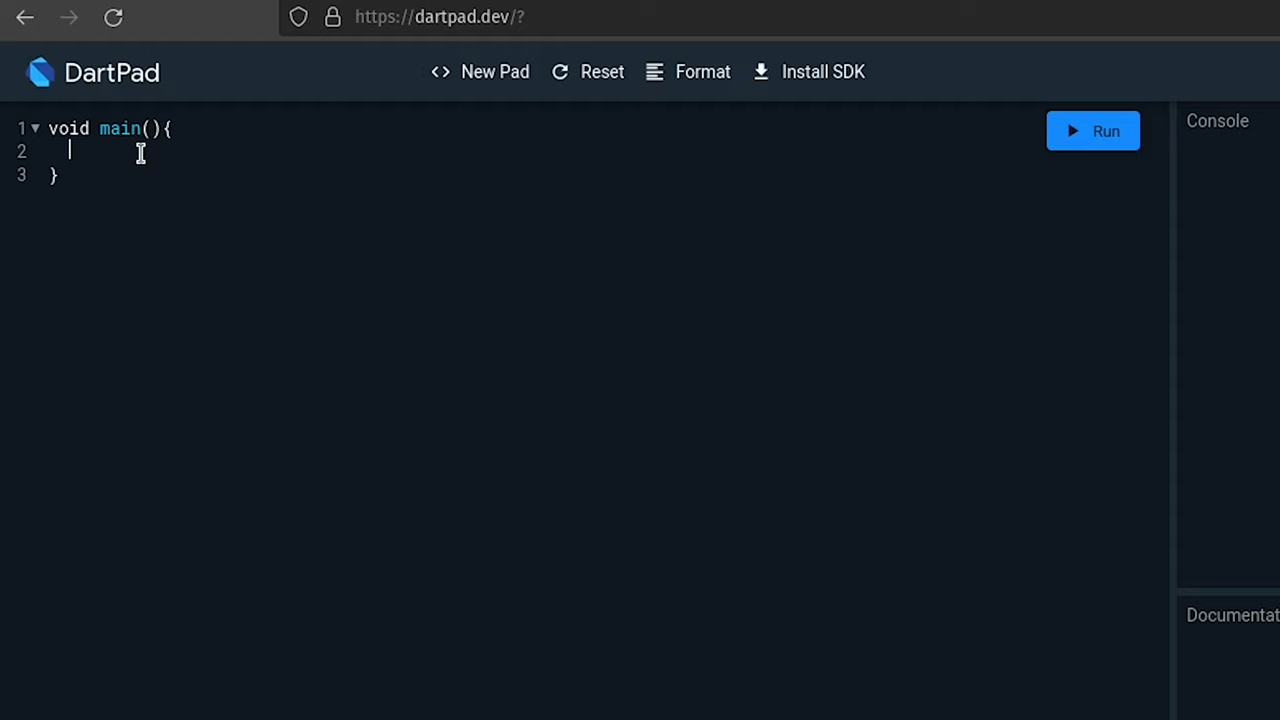 https://dartpad.dev/?
DartPad
New Pad
Reset
Format
Install SDK
1 void main(){
2
3 }
Run
Console
Documentat